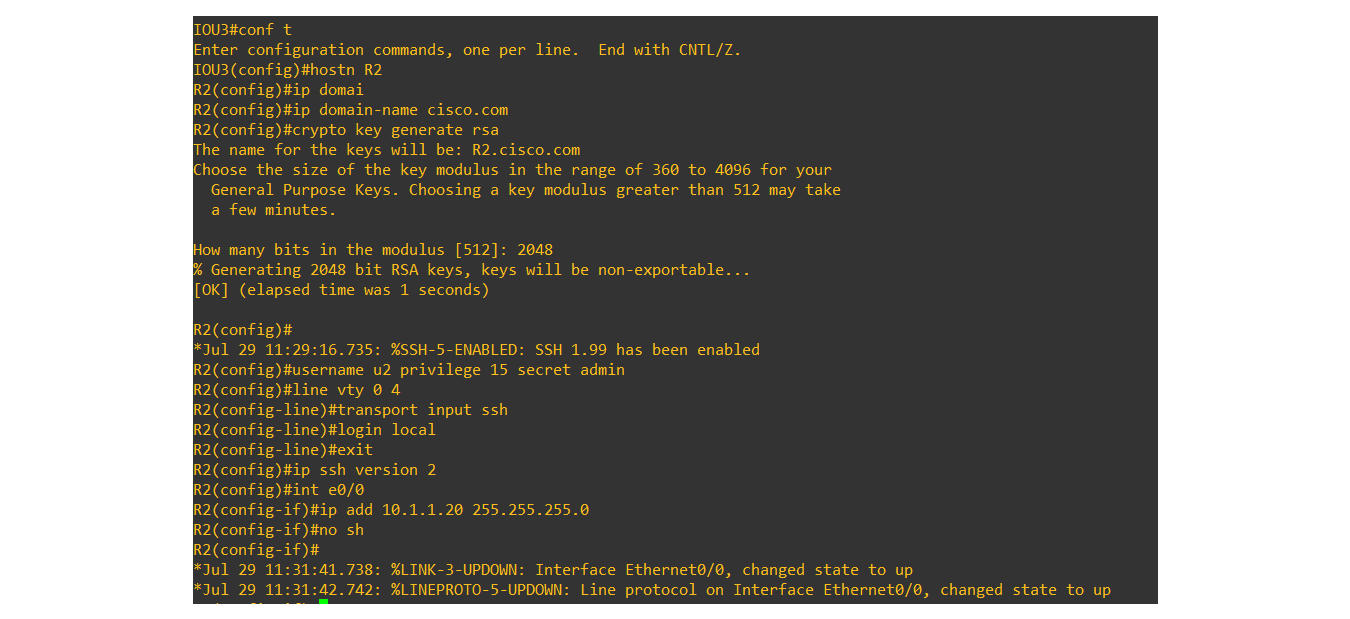 IOU3#conf t
Enter configuration commands, one per line.  End with CNTL/Z.
IOU3(config)#hostn R2
R2(config)#ip domai
R2(config)#ip domain-name cisco.com
R2(config)#crypto key generate rsa
The name for the keys will be: R2.cisco.com
Choose the size of the key modulus in the range of 360 to 4096 for your
  General Purpose Keys. Choosing a key modulus greater than 512 may take
  a few minutes.

How many bits in the modulus [512]: 2048
% Generating 2048 bit RSA keys, keys will be non-exportable...
[OK] (elapsed time was 1 seconds)

R2(config)#
*Jul 29 11:29:16.735: %SSH-5-ENABLED: SSH 1.99 has been enabled
R2(config)#username u2 privilege 15 secret admin
R2(config)#line vty 0 4
R2(config-line)#transport input ssh
R2(config-line)#login local
R2(config-line)#exit
R2(config)#ip ssh version 2
R2(config)#int e0/0
R2(config-if)#ip add 10.1.1.20 255.255.255.0
R2(config-if)#no sh
R2(config-if)#
*Jul 29 11:31:41.738: %LINK-3-UPDOWN: Interface Ethernet0/0, changed state to up
*Jul 29 11:31:42.742: %LINEPROTO-5-UPDOWN: Line protocol on Interface Ethernet0/0, changed state to up